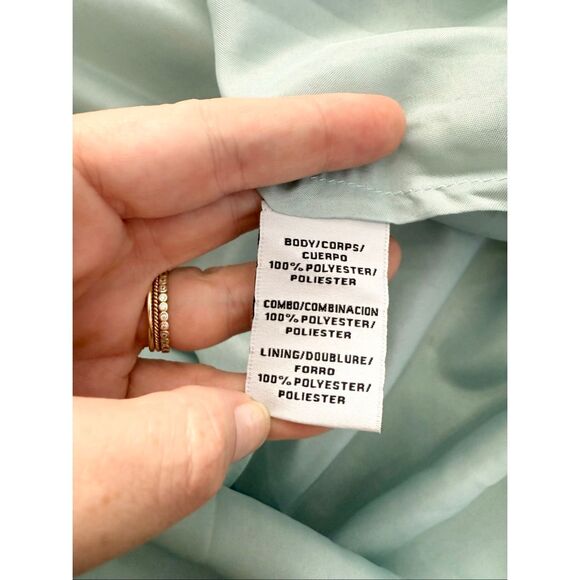 BODY/CORPS/
CUERPO
100% POLYESTER/
POLIESTER
COMBO/COMBINACION
100% POLYESTER/
POLIESTER
LINING/DOUBLURE/
FORRO
100% POLYESTER/
POLIESTER